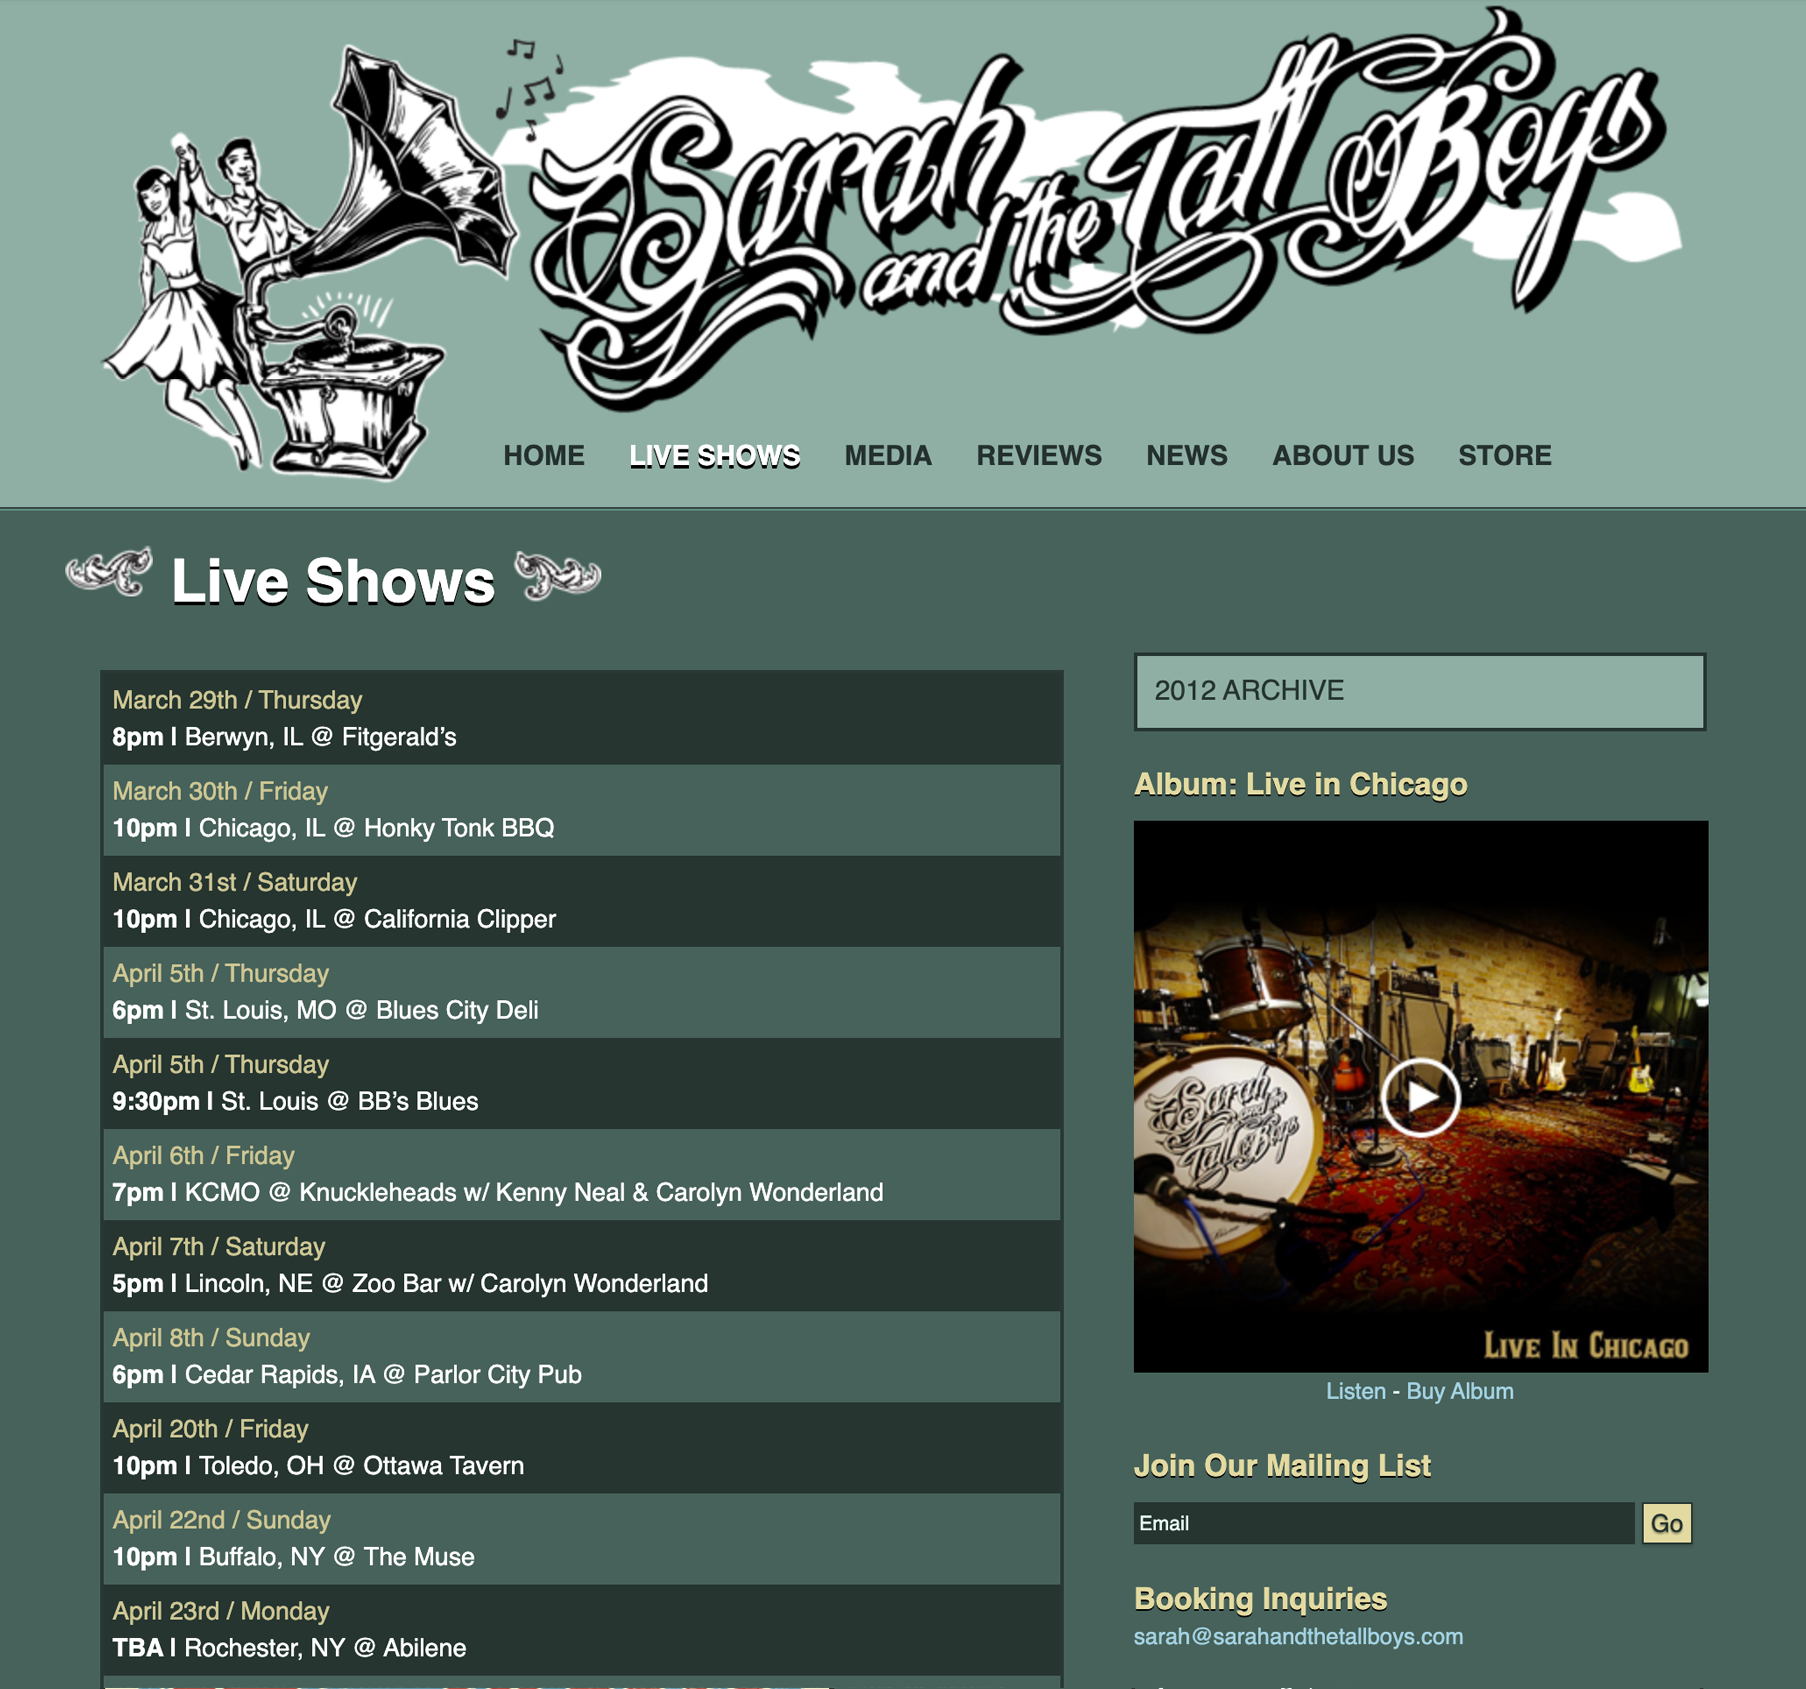 Sarah and the Tall Boys
HOME LIVE SHOWS MEDIA REVIEWS NEWS ABOUT US STORE
Live Shows
March 29th / Thursday
8pm | Berwyn, IL @ Fitgerald’s
March 30th / Friday
10pm | Chicago, IL @ Honky Tonk BBQ
March 31st / Saturday
10pm | Chicago, IL @ California Clipper
April 5th / Thursday
6pm | St. Louis, MO @ Blues City Deli
April 5th / Thursday
9:30pm | St. Louis @ BB’s Blues
April 6th / Friday
7pm | KCMO @ Knuckleheads w/ Kenny Neal & Carolyn Wonderland
April 7th / Saturday
5pm | Lincoln, NE @ Zoo Bar w/ Carolyn Wonderland
April 8th / Sunday
6pm | Cedar Rapids, IA @ Parlor City Pub
April 20th / Friday
10pm | Toledo, OH @ Ottawa Tavern
April 22nd / Sunday
10pm | Buffalo, NY @ The Muse
April 23rd / Monday
TBA | Rochester, NY @ Abilene
2012 ARCHIVE
Album: Live in Chicago
Sarah
and the
Tall Boys
LIVE IN CHICAGO
Listen - Buy Album
Join Our Mailing List
Email Go
Booking Inquiries
sarah@sarahandthetallboys.com